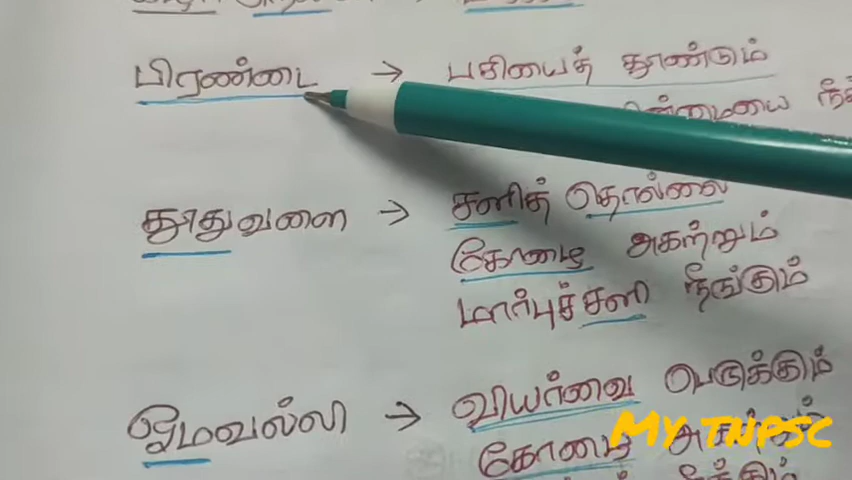 பிரண்டை → பசியைத் தூண்டும்
தூதுவளை → சளித் தொல்லை
கோழை அகற்றும்
மார்புச்சளி நீங்கும்
ஓமவல்லி → வியர்வை பெருக்கும்
கோழை
MY TNPSC